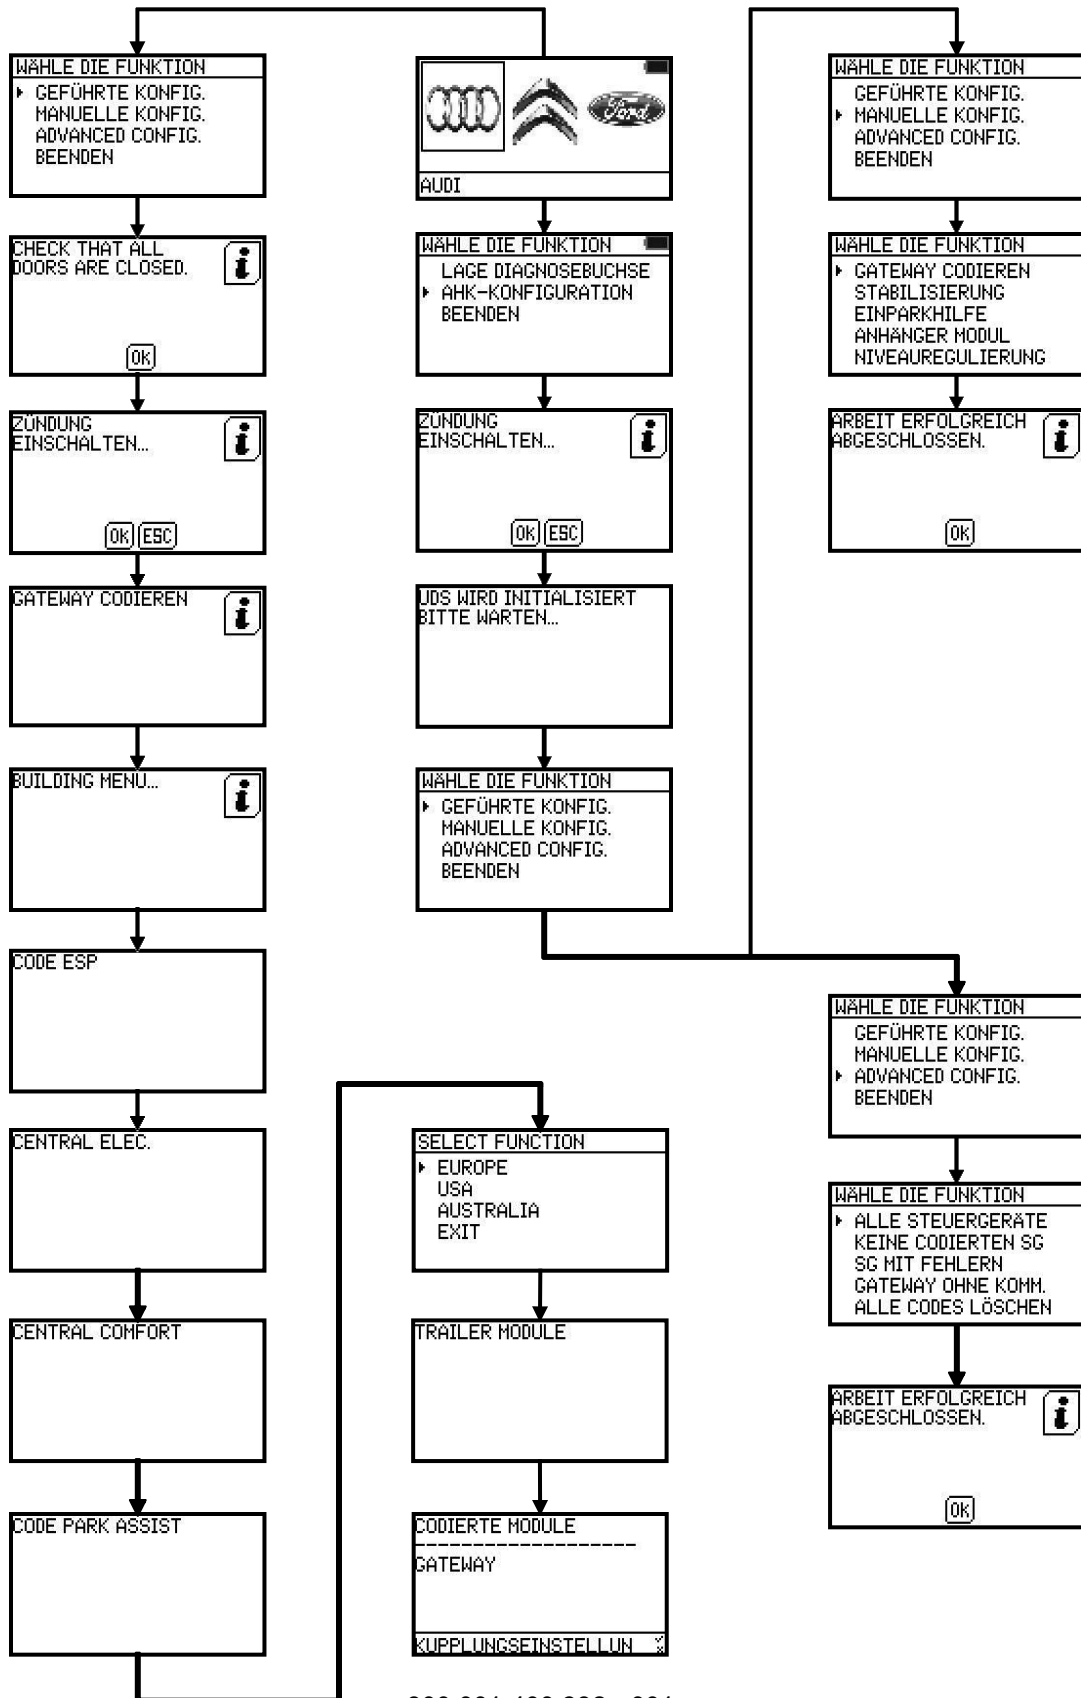 WÄHLE DIE FUNKTION
GEFÜHRTE KONFIG.
MANUELLE KONFIG.
ADVANCED CONFIG.
BEENDEN
CHECK THAT ALL
DOORS ARE CLOSED.
OK
ZÜNDUNG
EINSCHALTEN...
OK ESC
GATEWAY CODIEREN
BUILDING MENU...
CODE ESP
CENTRAL ELEC.
CENTRAL COMFORT
CODE PARK ASSIST
Ford
AUDI
WÄHLE DIE FUNKTION
LAGE DIAGNOSEBUCHSE
AHK-KONFIGURATION
BEENDEN
ZÜNDUNG
EINSCHALTEN...
OK ESC
UDS WIRD INITIALISIERT
BITTE WARTEN...
WÄHLE DIE FUNKTION
GEFÜHRTE KONFIG.
MANUELLE KONFIG.
ADVANCED CONFIG.
BEENDEN
SELECT FUNCTION
EUROPE
USA
AUSTRALIA
EXIT
TRAILER MODULE
CODIERTE MODULE
--------------------
GATEWAY
KUPPLUNGSEINSTELLUN
WÄHLE DIE FUNKTION
GEFÜHRTE KONFIG.
MANUELLE KONFIG.
ADVANCED CONFIG.
BEENDEN
WÄHLE DIE FUNKTION
GATEWAY CODIEREN
STABILISIERUNG
EINPARKHILFE
ANHÄNGER MODUL
NIVEAUREGULIERUNG
ARBEIT ERFOLGREICH
ABGESCHLOSSEN.
OK
WÄHLE DIE FUNKTION
GEFÜHRTE KONFIG.
MANUELLE KONFIG.
ADVANCED CONFIG.
BEENDEN
WÄHLE DIE FUNKTION
ALLE STEUERGERÄTE
KEINE CODIERTEN SG
SG MIT FEHLERN
GATEWAY OHNE KOMM.
ALLE CODES LÖSCHEN
ARBEIT ERFOLGREICH
ABGESCHLOSSEN.
OK